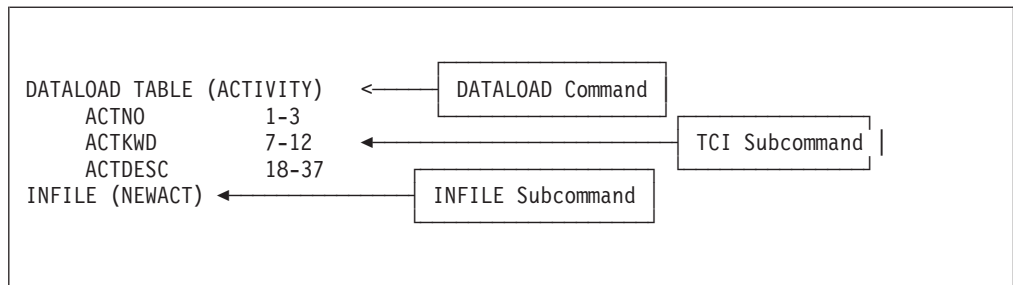 DATALOAD TABLE (ACTIVITY) <——— DATALOAD Command
ACTNO 1-3
ACTKWD 7-12 ◄——— TCI Subcommand
ACTDESC 18-37
INFILE (NEWACT) ◄——— INFILE Subcommand